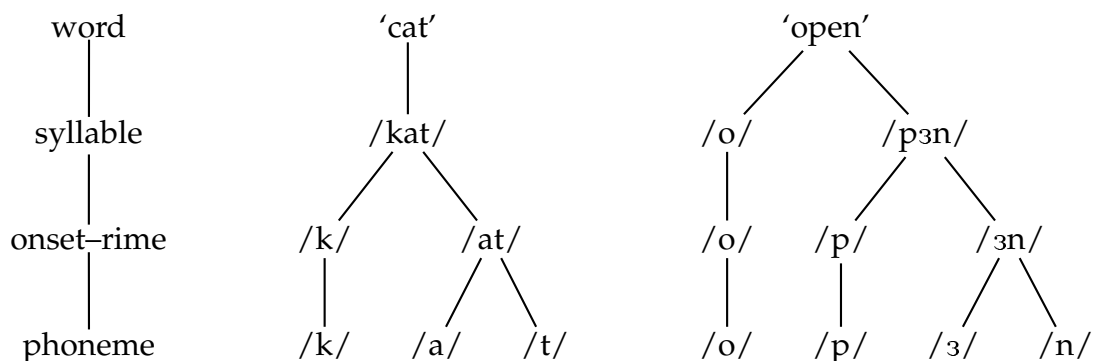 word ‘cat’ ‘open’
syllable /kat/ /o/ /pɜn/
onset–rime /k/ /at/ /o/ /p/ /ɜn/
phoneme /k/ /a/ /t/ /o/ /p/ /ɜ/ /n/